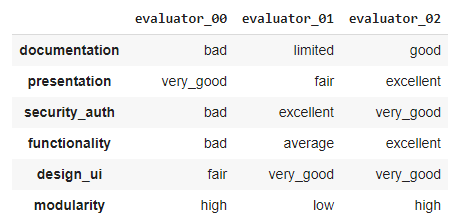 evaluator_00 evaluator_01 evaluator_02
documentation bad limited good
presentation very_good fair excellent
security_auth bad excellent very_good
functionality bad average excellent
design_ui fair very_good very_good
modularity high low high